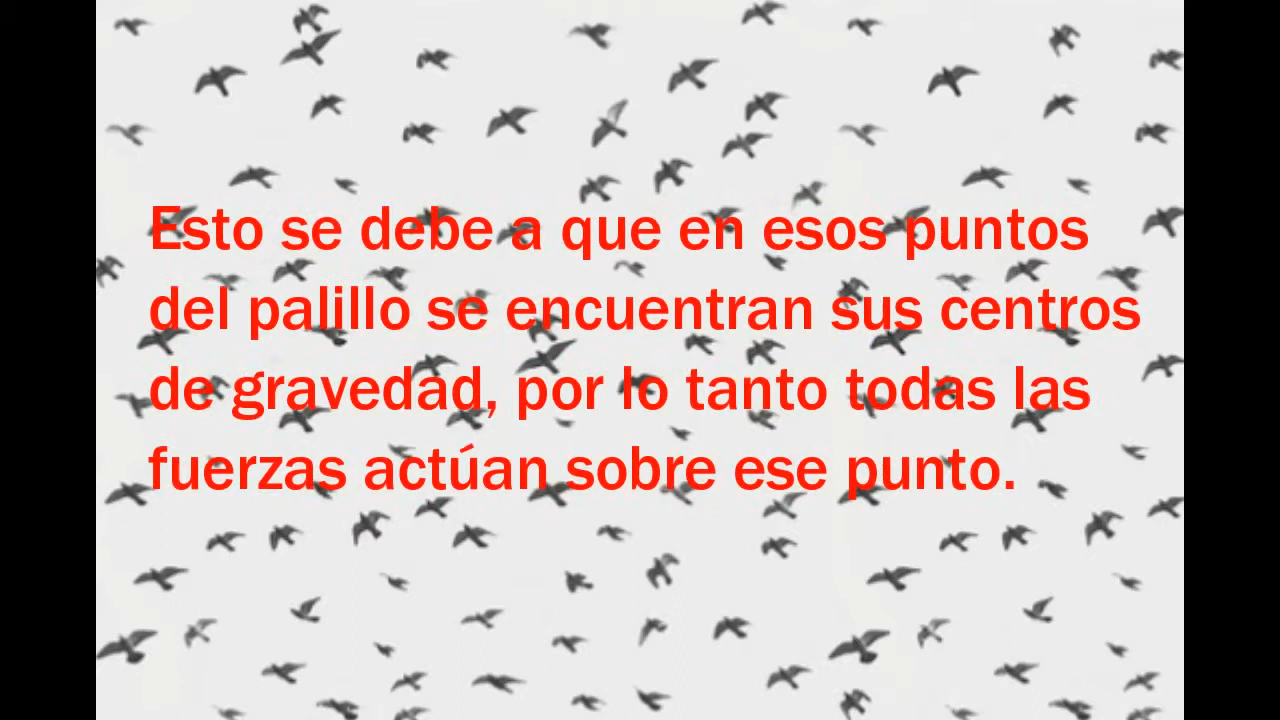 Esto se debe a que en esos puntos
del palillo se encuentran sus centros
de gravedad, por lo tanto todas las
fuerzas actúan sobre ese punto.